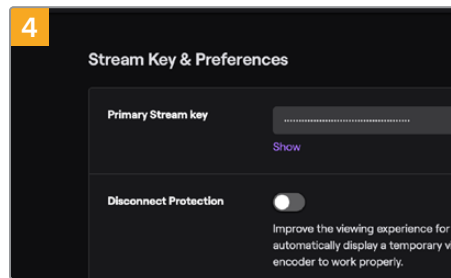 4
Stream Key & Preferences
Primary Stream key
Show
Disconnect Protection
Improve the viewing experience for
automatically display a temporary
encoder to work properly.